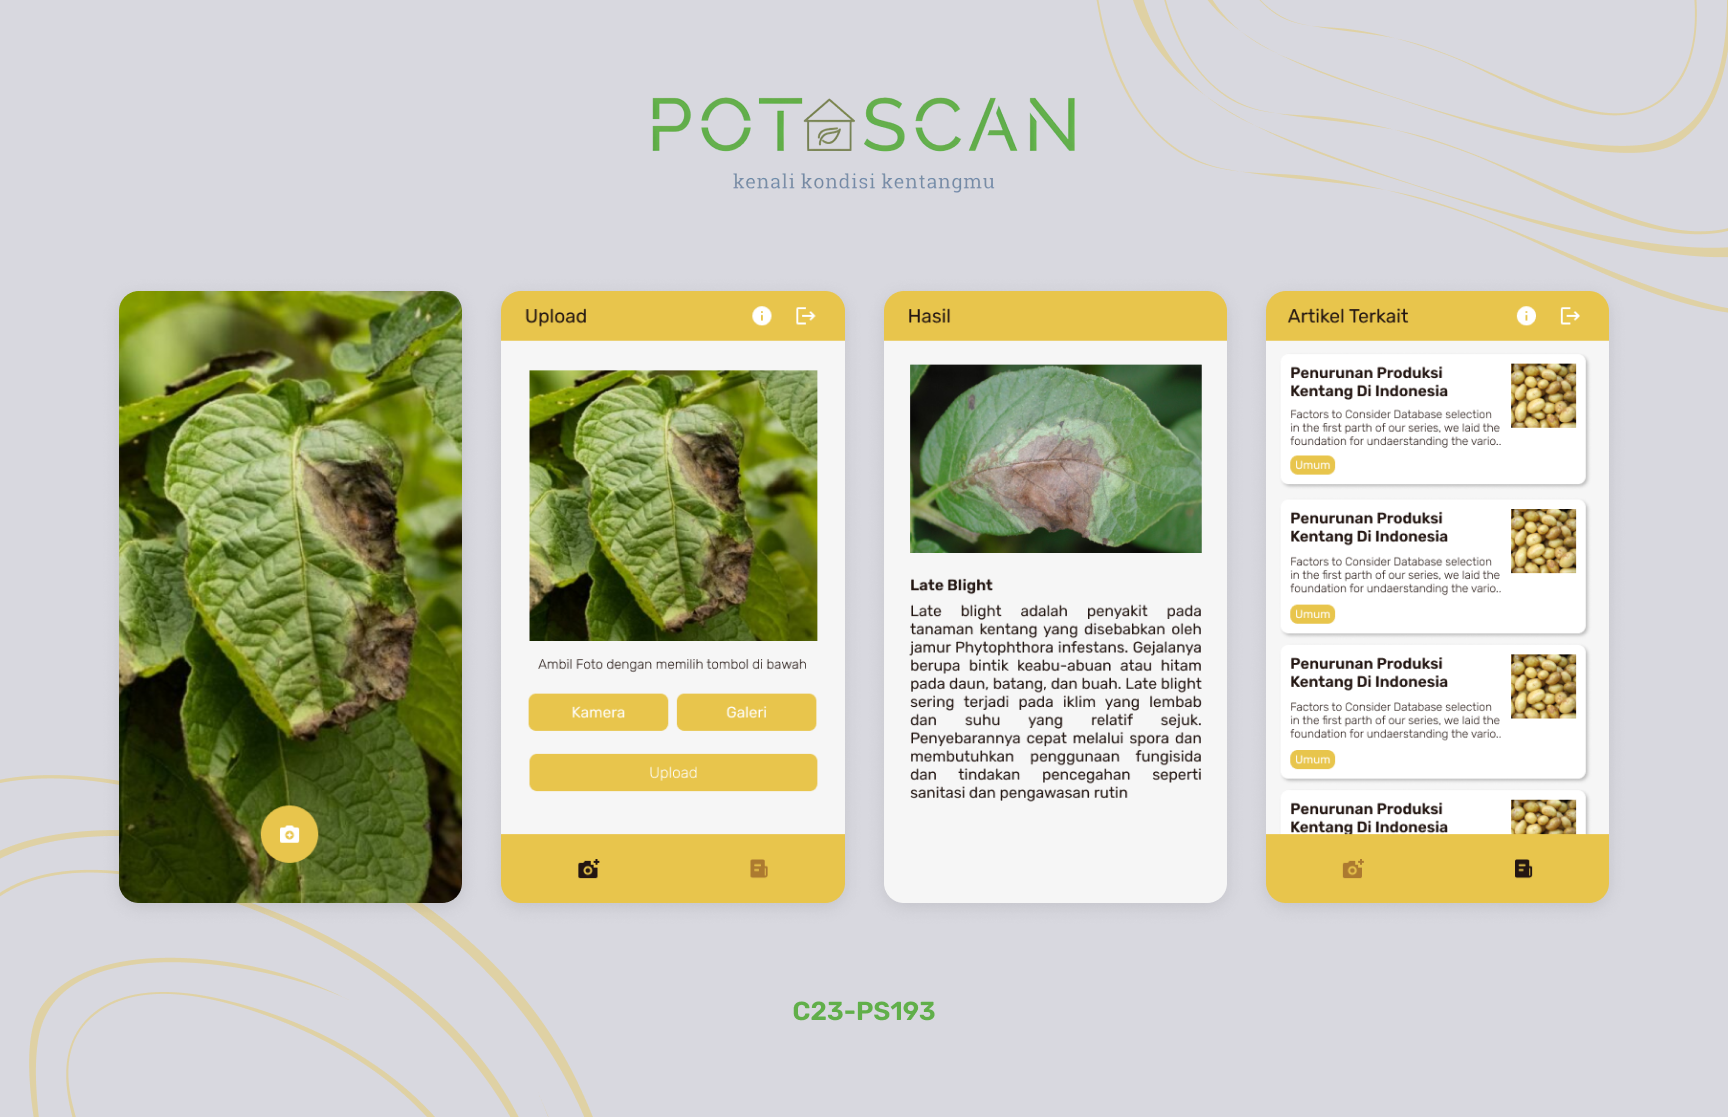 POTASCAN
kenali kondisi kentangmu
Upload
Ambil Foto dengan memilih tombol di bawah
Kamera
Galeri
Upload
Hasil
Late Blight
Late blight adalah penyakit pada
tanaman kentang yang disebabkan oleh
jamur Phytophthora infestans. Gejalanya
berupa bintik keabu-abuan atau hitam
pada daun, batang, dan buah. Late blight
sering terjadi pada iklim yang lembab
dan suhu yang relatif sejuk.
Penyebarannya cepat melalui spora dan
membutuhkan penggunaan fungisida
dan tindakan pencegahan seperti
sanitasi dan pengawasan rutin
Artikel Terkait
Penurunan Produksi
Kentang Di Indonesia
Factors to Consider Database selection
in the first parth of our series, we laid the
foundation for undaerstanding the vario..
Umum
Penurunan Produksi
Kentang Di Indonesia
Factors to Consider Database selection
in the first parth of our series, we laid the
foundation for undaerstanding the vario..
Umum
Penurunan Produksi
Kentang Di Indonesia
Factors to Consider Database selection
in the first parth of our series, we laid the
foundation for undaerstanding the vario..
Umum
Penurunan Produksi
Kentang Di Indonesia
C23-PS193